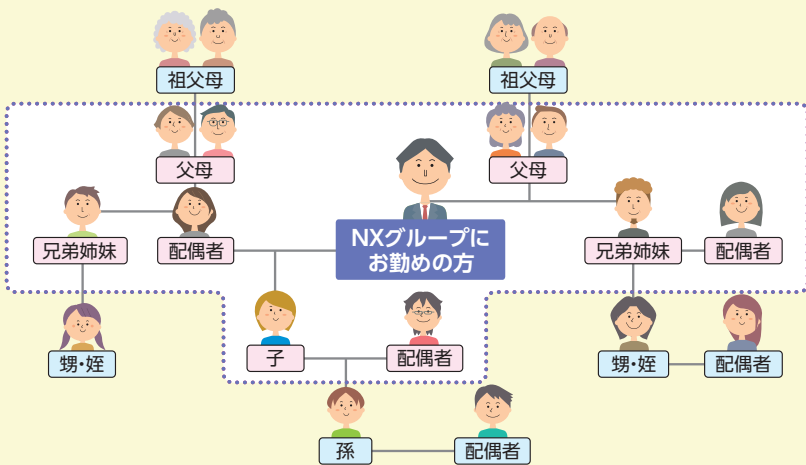 祖父母
祖父母
父母
父母
NXグループに
お勤めの方
兄弟姉妹
配偶者
兄弟姉妹
配偶者
子
配偶者
甥・姪
甥・姪
配偶者
孫
配偶者